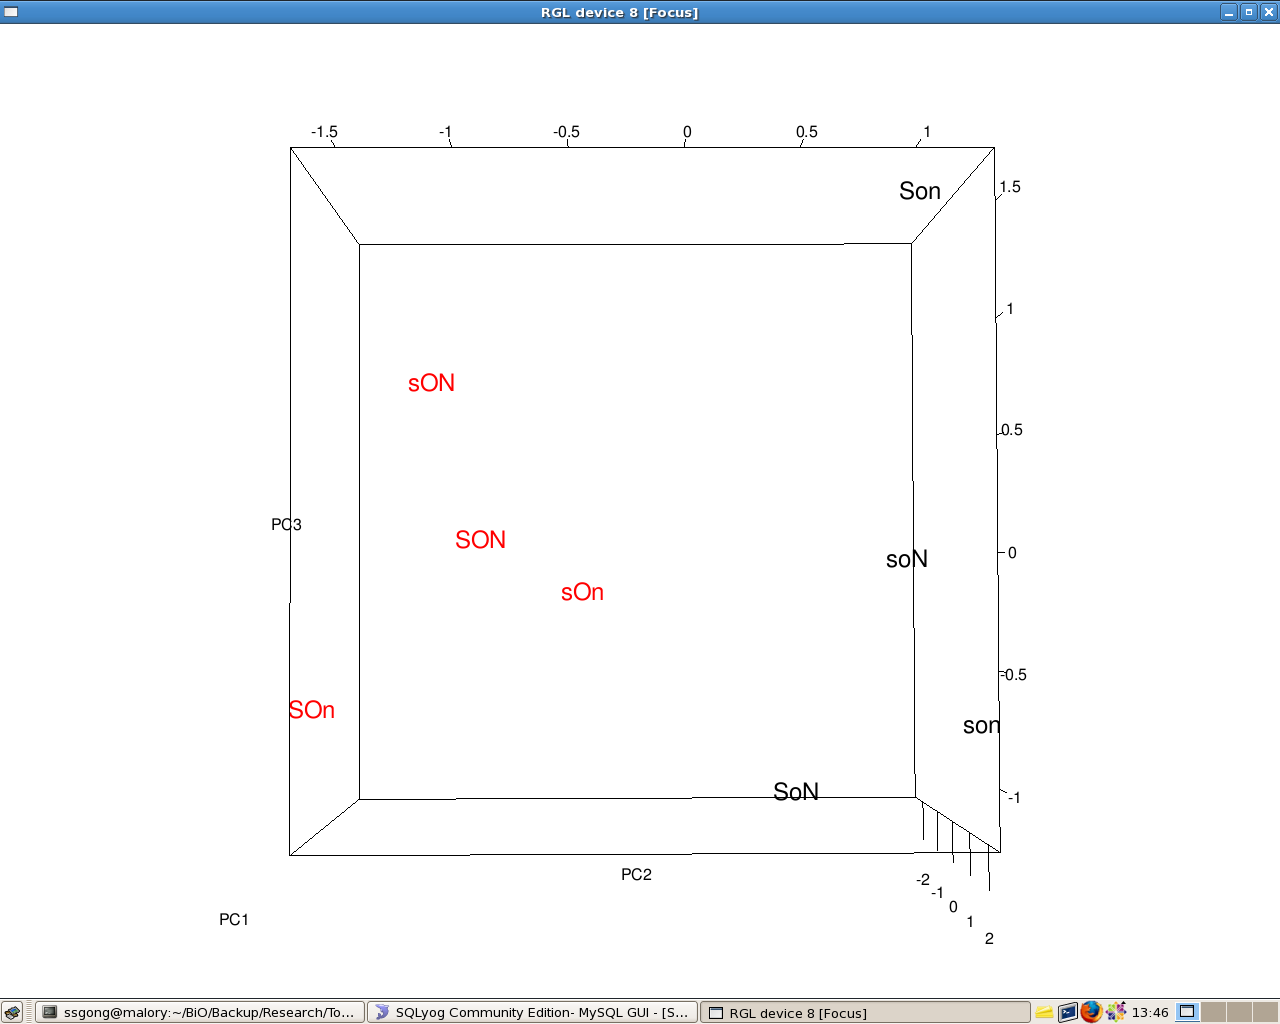 RGL device 8 [Focus]
-1.5 -1 -0.5 0 0.5 1
Son
1.5
1
sON
0.5
PC3
SON
soN
0
sOn
-0.5
SOn
son
SoN
-1
PC2
-2
-1
0
PC1
1
2
ssgong@malory:~/BiO/Backup/Research/To... SQLyog Community Edition- MySQL GUI - [S... RGL device 8 [Focus] 13:46